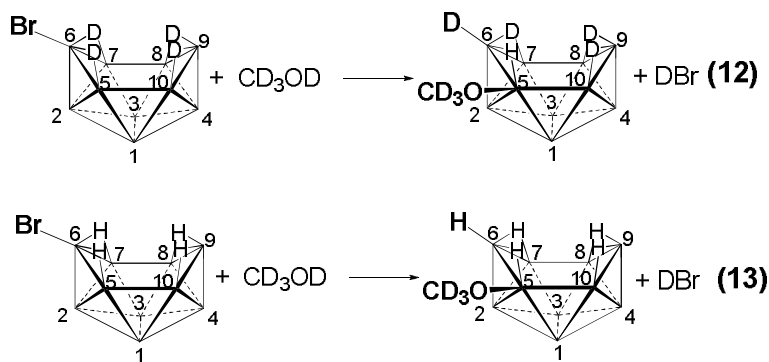 Br 6 D D 7 8 D D 9
5 10
2 3 4
1
+ CD₃OD
D 6 D H 7 8 D D 9
CD₃O 5 10
2 3 4
1
+ DBr (12)
Br 6 H H 7 8 H H 9
5 10
2 3 4
1
+ CD₃OD
H 6 H H 7 8 H H 9
CD₃O 5 10
2 3 4
1
+ DBr (13)